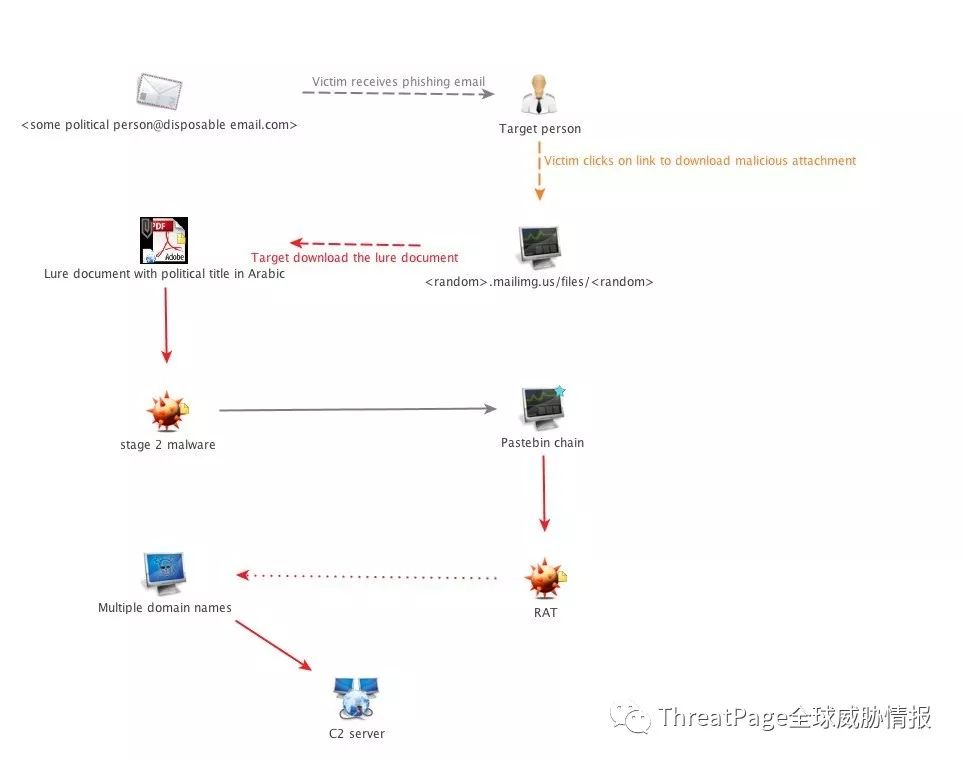 Victim receives phishing email
<some political person@disposable email.com>
Target person
Victim clicks on link to download malicious attachment
PDF
Adobe
Target download the lure document
Lure document with political title in Arabic
<random>.mailimg.us/files/<random>
stage 2 malware
Pastebin chain
Multiple domain names
RAT
C2 server
ThreatPage全球威胁情报